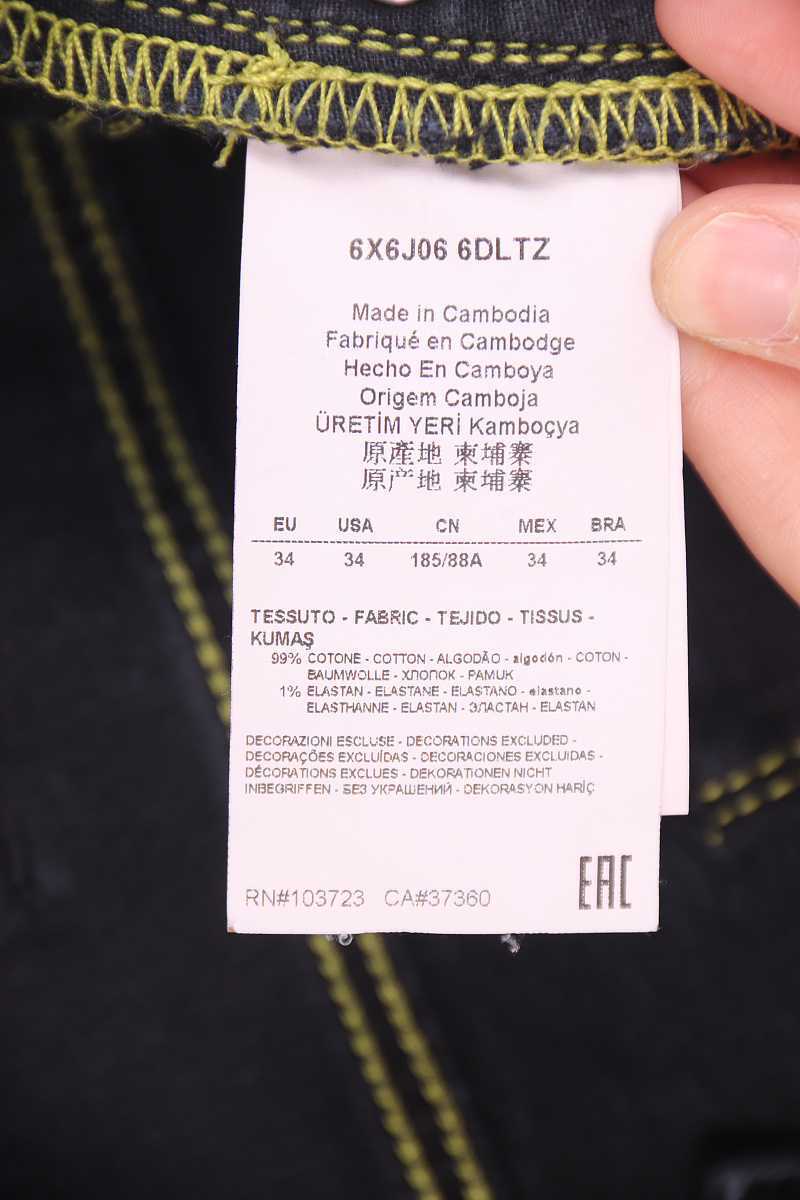 6X6J06 6DLTZ
Made in Cambodia
Fabriqué en Cambodge
Hecho En Camboya
Origem Camboja
ÜRETİM YERİ Kamboçya
原產地 柬埔寨
原产地 柬埔寨
EU USA CN MEX BRA
34 34 185/88A 34 34
TESSUTO - FABRIC - TEJIDO - TISSUS -
KUMAŞ
99% COTONE - COTTON - ALGODÃO - algodón - COTON -
BAUMWOLLE - ХЛОПОК - PAMUK
1% ELASTAN - ELASTANE - ELASTANO - elastano -
ELASTHANNE - ELASTAN - ЭЛАСТАН - ELASTAN
DECORAZIONI ESCLUSE - DECORATIONS EXCLUDED -
DECORAÇÕES EXCLUÍDAS - DECORACIONES EXCLUIDAS -
DÉCORATIONS EXCLUES - DEKORATIONEN NICHT
INBEGRIFFEN - БЕЗ УКРАШЕНИЙ - DEKORASYON HARİÇ
RN#103723 CA#37360
EAC